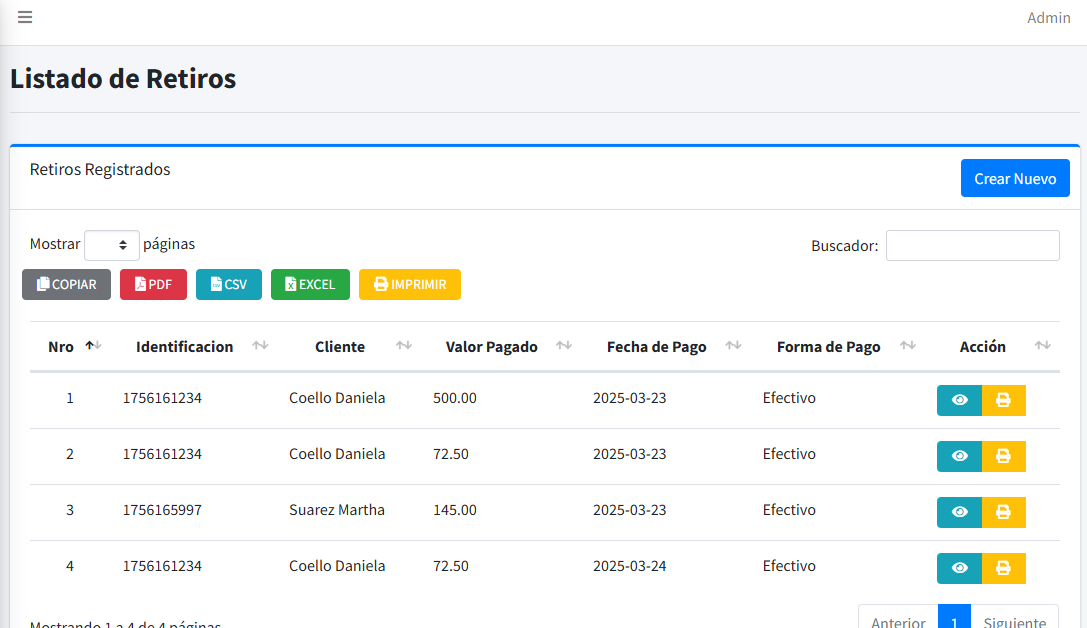 Admin
Listado de Retiros
Retiros Registrados
Crear Nuevo
Mostrar páginas
Buscador:
COPIAR PDF CSV EXCEL IMPRIMIR
Nro Identificacion Cliente Valor Pagado Fecha de Pago Forma de Pago Acción
1 1756161234 Coello Daniela 500.00 2025-03-23 Efectivo
2 1756161234 Coello Daniela 72.50 2025-03-23 Efectivo
3 1756165997 Suarez Martha 145.00 2025-03-23 Efectivo
4 1756161234 Coello Daniela 72.50 2025-03-24 Efectivo
Mostrando 1 a 4 de 4 páginas
Anterior 1 Siguiente